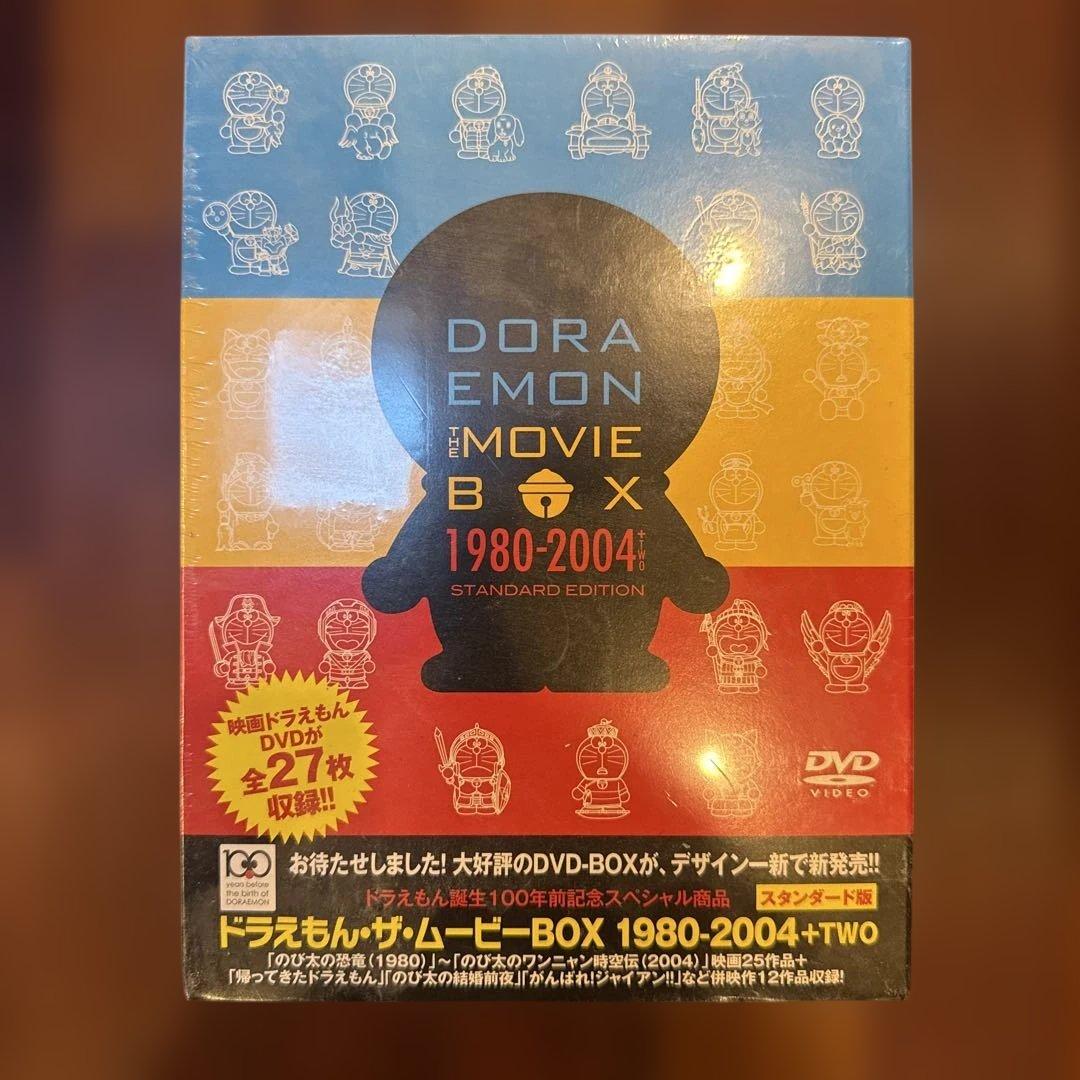 DORA
EMON
THE MOVIE
BOX
1980-2004 +TWO
STANDARD EDITION
映画ドラえもん
DVDが
全27枚
収録!!
DVD
VIDEO
100
years before
the birth of
DORAEMON
お待たせしました!大好評のDVD-BOXが、デザイン一新で新発売!!
ドラえもん誕生100年前記念スペシャル商品 スタンダード版
ドラえもん・ザ・ムービーBOX 1980-2004+TWO
「のび太の恐竜(1980)」~「のび太のワンニャン時空伝(2004)」映画25作品+
「帰ってきたドラえもん」「のび太の結婚前夜」「がんばれ!ジャイアン!!」など併映作12作品収録!